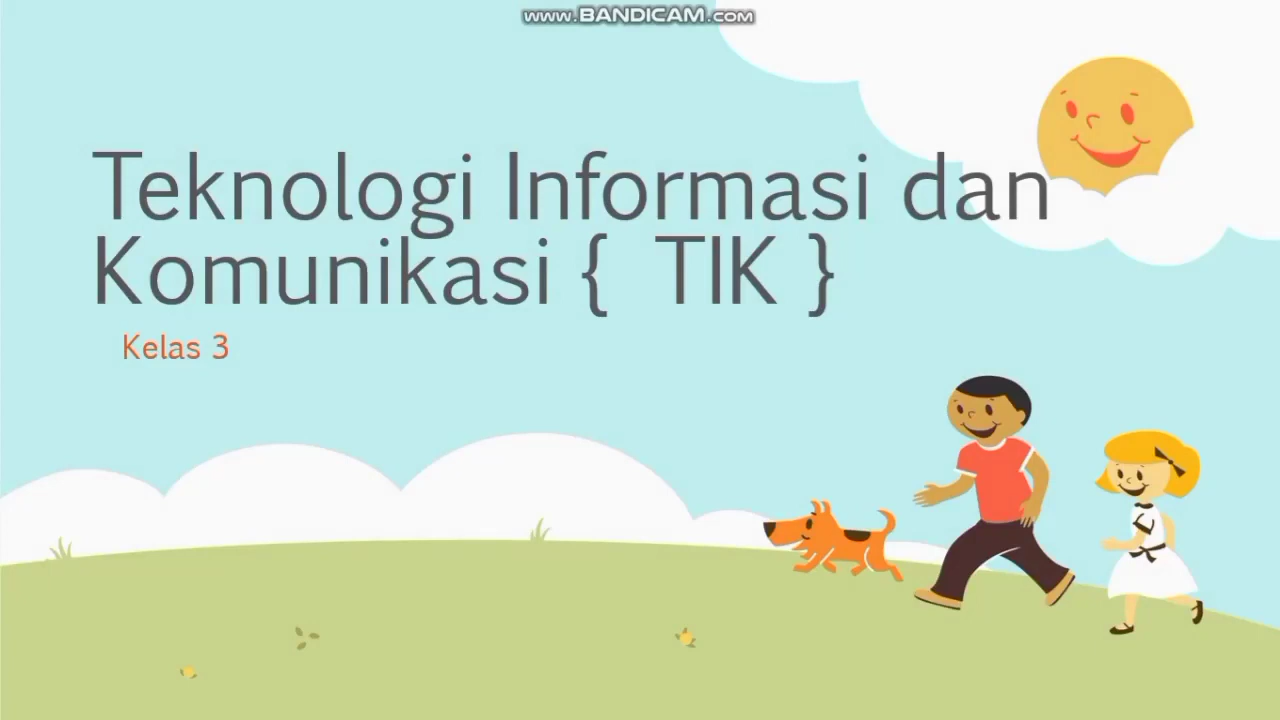 www.BANDICAM.com
Teknologi Informasi dan
Komunikasi { TIK }
Kelas 3